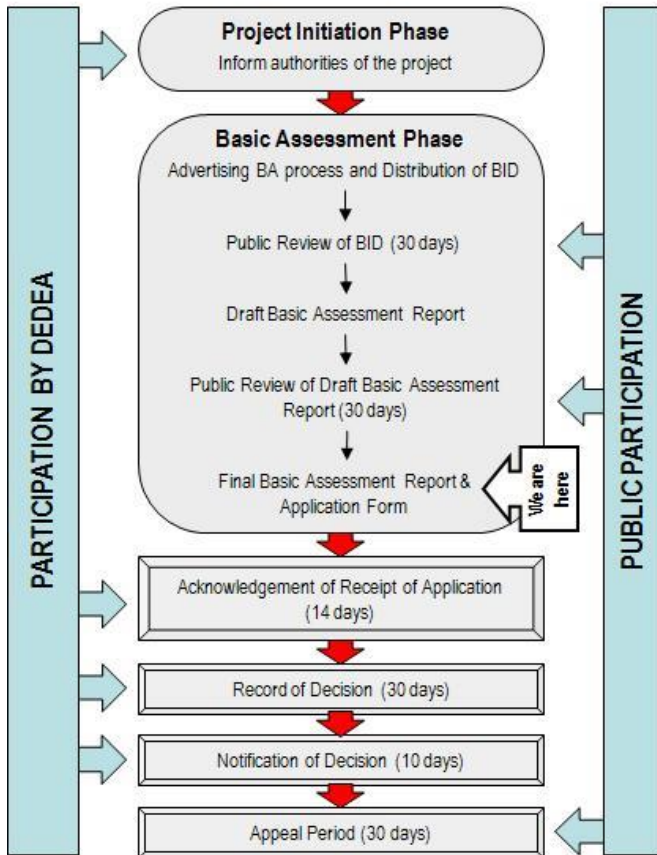 Project Initiation Phase
Inform authorities of the project
Basic Assessment Phase
Advertising BA process and Distribution of BID
Public Review of BID (30 days)
Draft Basic Assessment Report
Public Review of Draft Basic Assessment
Report (30 days)
Final Basic Assessment Report &
Application Form
We are
here
Acknowledgement of Receipt of Application
(14 days)
Record of Decision (30 days)
Notification of Decision (10 days)
Appeal Period (30 days)
PARTICIPATION BY DEDEA
PUBLIC PARTICIPATION